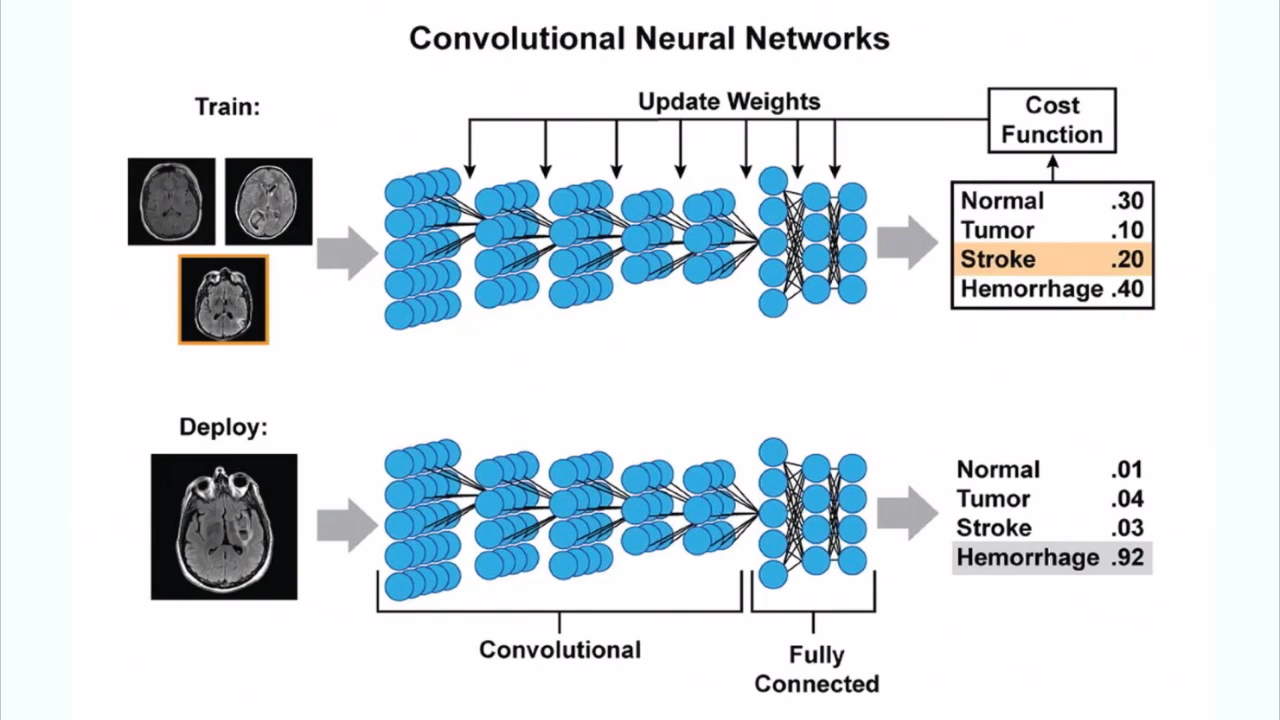 Convolutional Neural Networks
Train:
Update Weights
Cost
Function
Normal .30
Tumor .10
Stroke .20
Hemorrhage .40
Deploy:
Normal .01
Tumor .04
Stroke .03
Hemorrhage .92
Convolutional
Fully
Connected